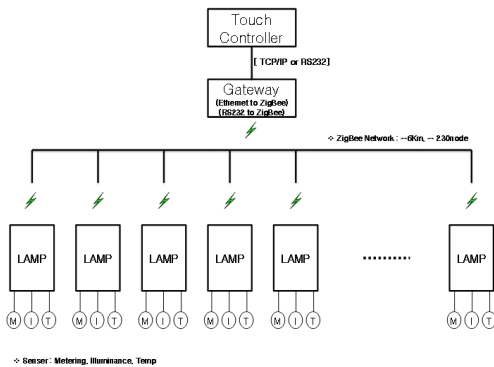 Touch
Controller
[ TCP/IP or RS232]
Gateway
(Ethernet to ZigBee)
(RS232 to ZigBee)
※ ZigBee Network : ~6Km, ~ 230node
LAMP LAMP LAMP LAMP LAMP LAMP
M I T M I T M I T M I T M I T M I T
※ Senser : Metering, Illuminance, Temp